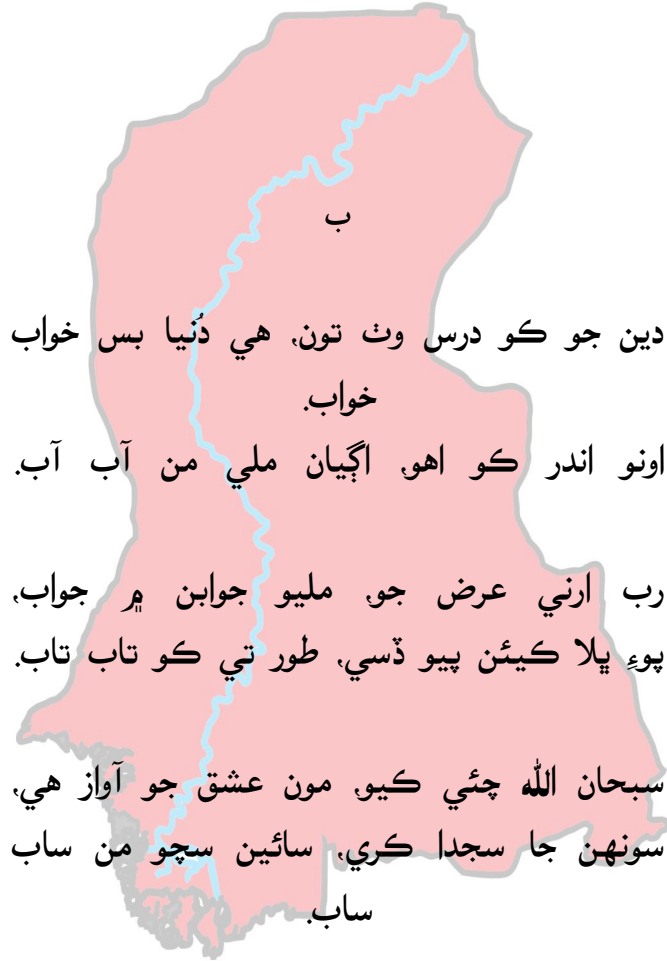 ب
دين جو ڪو درس وٺ تون، هي دُنيا بس خواب
خواب.
اونو اندر ڪو اهو، اڳيان ملي من آب آب.
رب ارني عرض جو، مليو جوابن ۾ جواب،
پوءِ ڀلا ڪيئن پيو ڏسي، طور تي ڪو تاب تاب.
سبحان الله چئي ڪيو، مون عشق جو آواز هي،
سونهن جا سجدا ڪري، سائين سچو من ساب
ساب.